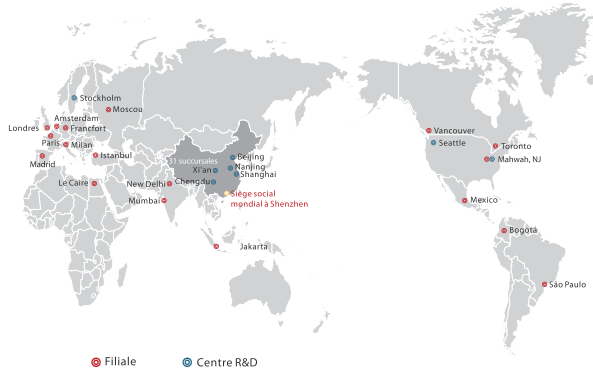 Stockholm
Moscou
Amsterdam
Londres
Francfort
Paris
Milan
Madrid
Istanbul
Le Caire
New Delhi
Mumbai
31 succursales
Beijing
Nanjing
Xi'an
Shanghai
Chengdu
Siège social
mondial à Shenzhen
Jakarta
Vancouver
Seattle
Toronto
Mahwah, NJ
Mexico
Bogotá
São Paulo
Filiale
Centre R&D